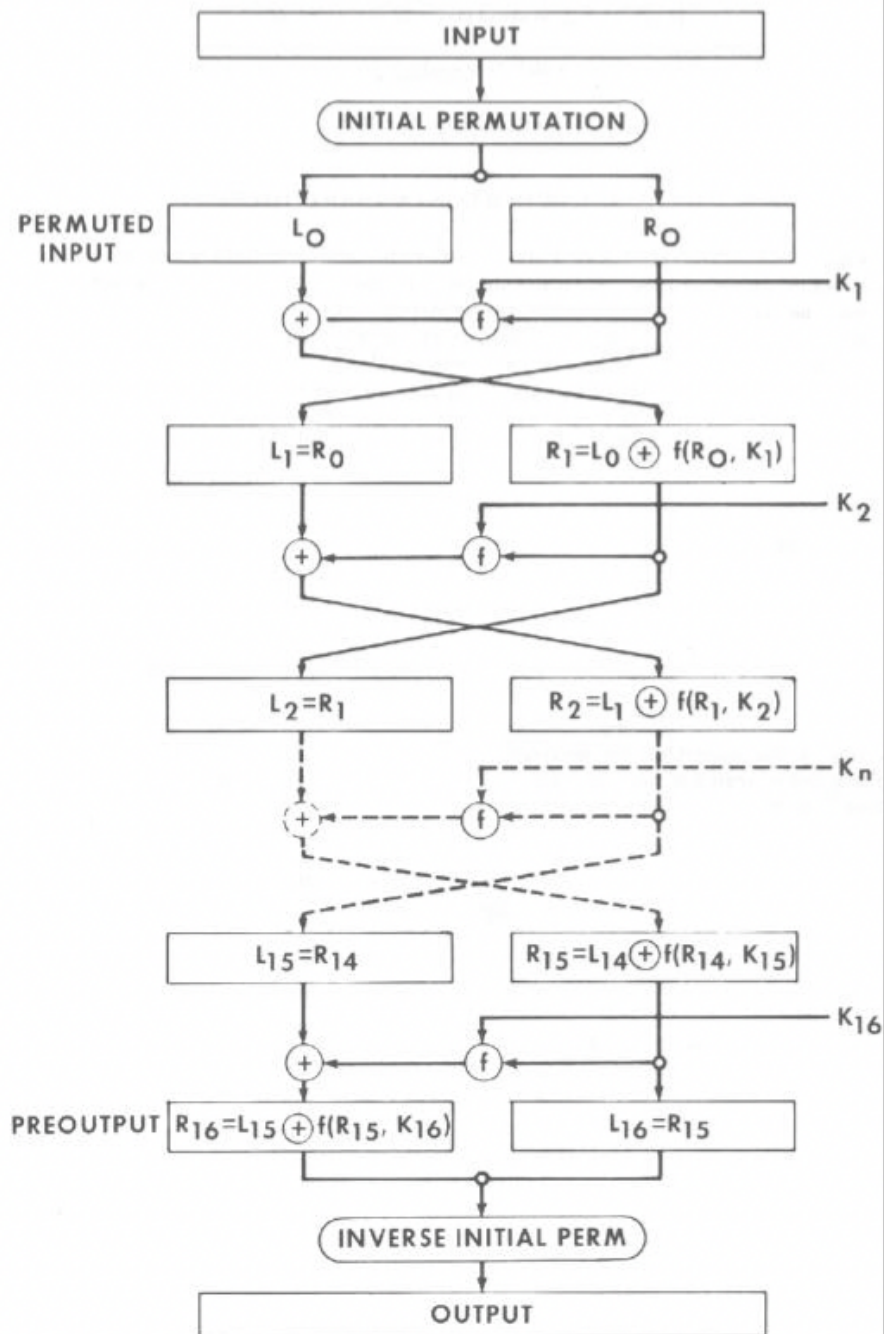 INPUT
INITIAL PERMUTATION
PERMUTED
INPUT
L₀
R₀
K₁
+
f
L₁=R₀
R₁=L₀ ⊕ f(R₀, K₁)
K₂
+
f
L₂=R₁
R₂=L₁ ⊕ f(R₁, K₂)
Kₙ
+
f
L₁₅=R₁₄
R₁₅=L₁₄⊕f(R₁₄, K₁₅)
K₁₆
+
f
PREOUTPUT
R₁₆=L₁₅⊕f(R₁₅, K₁₆)
L₁₆=R₁₅
INVERSE INITIAL PERM
OUTPUT